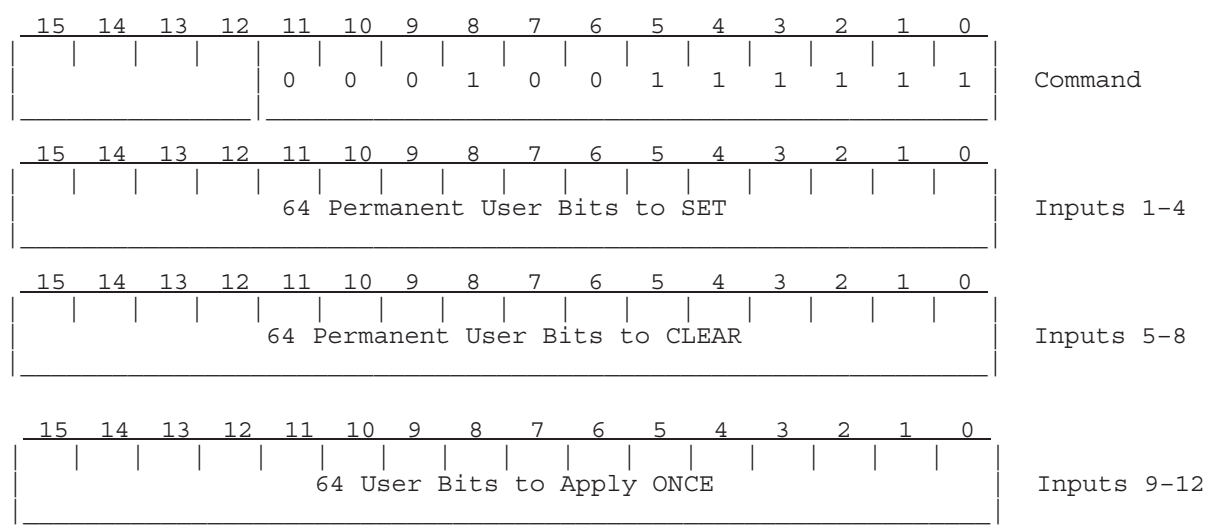 15 14 13 12 11 10 9 8 7 6 5 4 3 2 1 0
0 0 0 1 0 0 1 1 1 1 1 1 Command
15 14 13 12 11 10 9 8 7 6 5 4 3 2 1 0
64 Permanent User Bits to SET Inputs 1-4
15 14 13 12 11 10 9 8 7 6 5 4 3 2 1 0
64 Permanent User Bits to CLEAR Inputs 5-8
15 14 13 12 11 10 9 8 7 6 5 4 3 2 1 0
64 User Bits to Apply ONCE Inputs 9-12